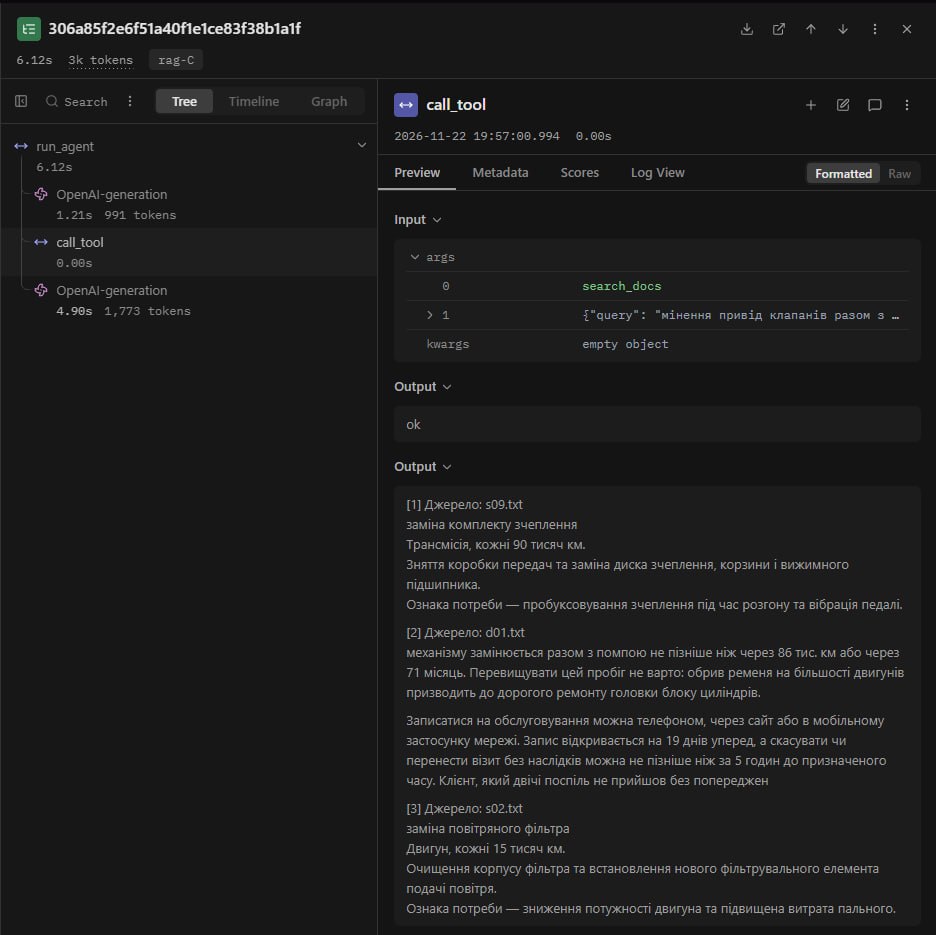 306a85f2e6f51a40f1e1ce83f38b1a1f
6.12s 3k tokens rag-C
Search Tree Timeline Graph
run_agent
6.12s
OpenAI-generation
1.21s 991 tokens
call_tool
0.00s
OpenAI-generation
4.90s 1,773 tokens
call_tool
2026-11-22 19:57:00.994 0.00s
Preview Metadata Scores Log View Formatted Raw
Input
args
0 search_docs
1 {"query": "мінення привід клапанів разом з …
kwargs empty object
Output
ok
Output
[1] Джерело: s09.txt
заміна комплекту зчеплення
Трансмісія, кожні 90 тисяч км.
Зняття коробки передач та заміна диска зчеплення, корзини і вижимного
підшипника.
Ознака потреби — пробуксовування зчеплення під час розгону та вібрація педалі.
[2] Джерело: d01.txt
механізму замінюється разом з помпою не пізніше ніж через 86 тис. км або через
71 місяць. Перевищувати цей пробіг не варто: обрив ременя на більшості двигунів
призводить до дорогого ремонту головки блоку циліндрів.
Записатися на обслуговування можна телефоном, через сайт або в мобільному
застосунку мережі. Запис відкривається на 19 днів уперед, а скасувати чи
перенести візит без наслідків можна не пізніше ніж за 5 годин до призначеного
часу. Клієнт, який двічі поспіль не прийшов без попереджен
[3] Джерело: s02.txt
заміна повітряного фільтра
Двигун, кожні 15 тисяч км.
Очищення корпусу фільтра та встановлення нового фільтрувального елемента
подачі повітря.
Ознака потреби — зниження потужності двигуна та підвищена витрата пального.